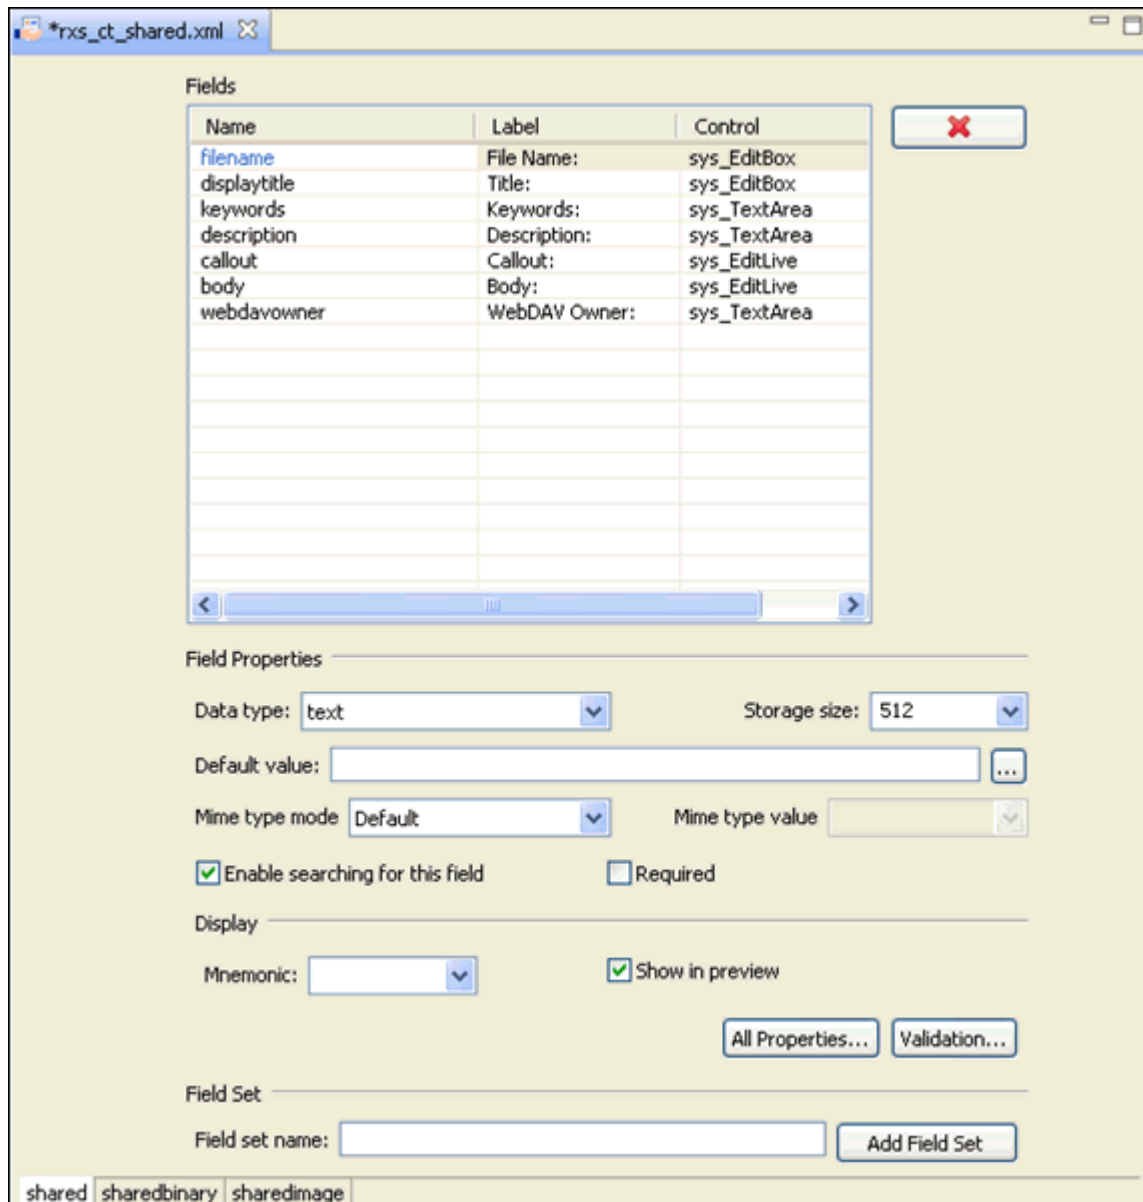 *rxs_ct_shared.xml
Fields
Name Label Control
filename File Name: sys_EditBox
displaytitle Title: sys_EditBox
keywords Keywords: sys_TextArea
description Description: sys_TextArea
callout Callout: sys_EditLive
body Body: sys_EditLive
webdavowner WebDAV Owner: sys_TextArea
Field Properties
Data type: text Storage size: 512
Default value: ...
Mime type mode Default Mime type value
Enable searching for this field Required
Display
Mnemonic: Show in preview
All Properties... Validation...
Field Set
Field set name: Add Field Set
shared sharedbinary sharedimage